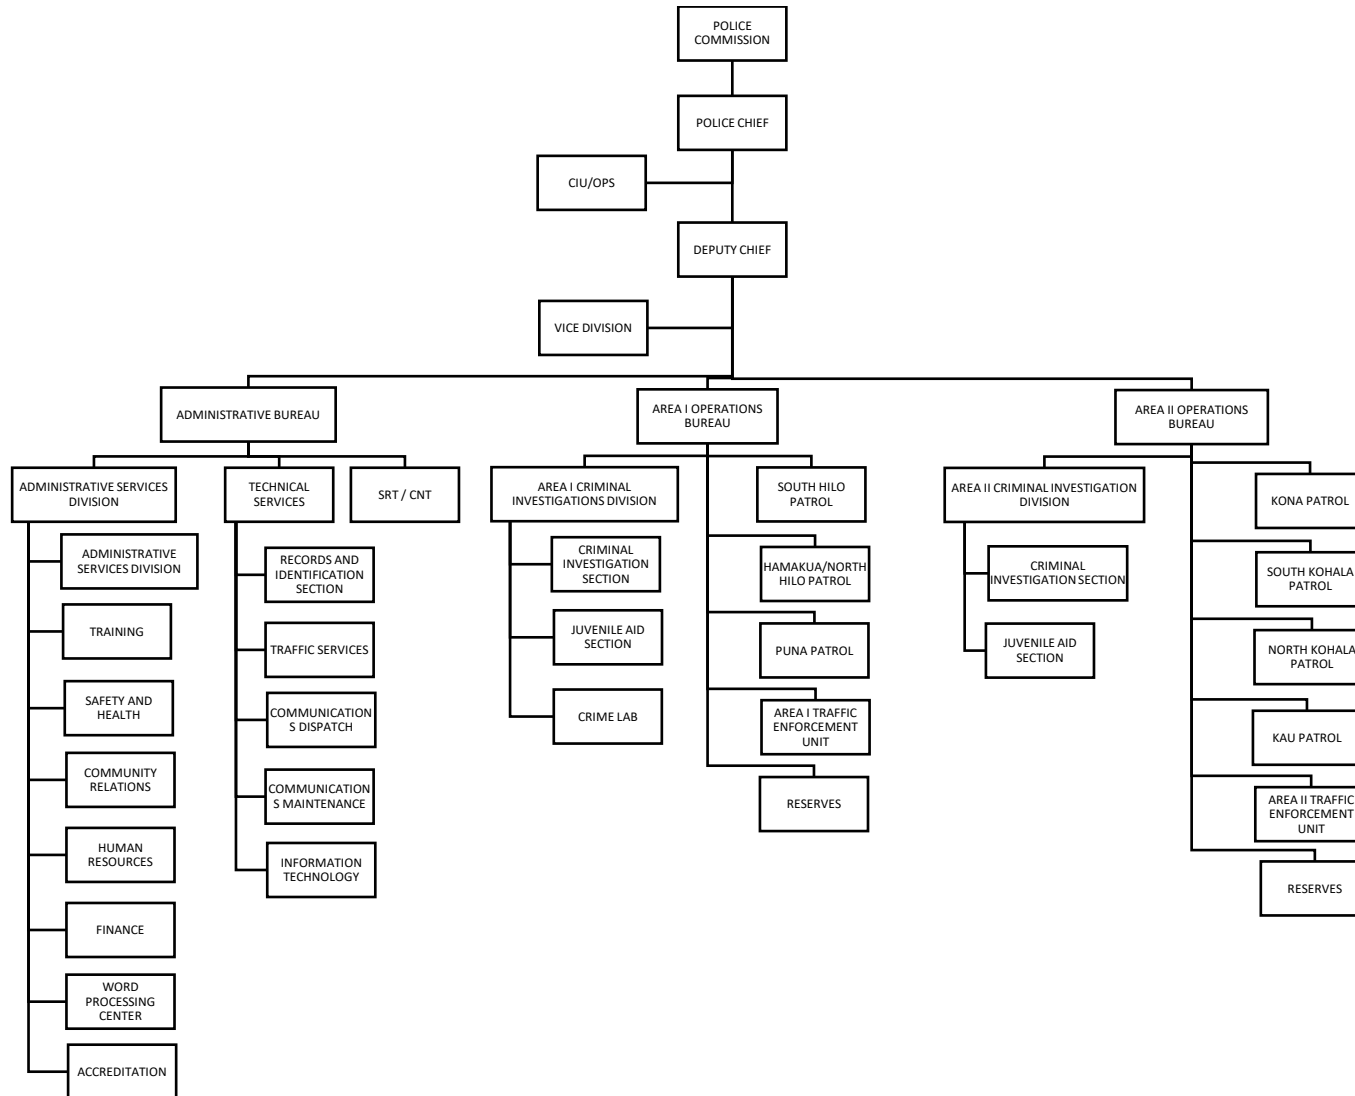 POLICE
COMMISSION
POLICE CHIEF
CIU/OPS
DEPUTY CHIEF
VICE DIVISION
ADMINISTRATIVE BUREAU
AREA I OPERATIONS
BUREAU
AREA II OPERATIONS
BUREAU
ADMINISTRATIVE SERVICES
DIVISION
TECHNICAL
SERVICES
SRT / CNT
AREA I CRIMINAL
INVESTIGATIONS DIVISION
SOUTH HILO
PATROL
AREA II CRIMINAL INVESTIGATION
DIVISION
KONA PATROL
ADMINISTRATIVE
SERVICES DIVISION
TRAINING
SAFETY AND
HEALTH
COMMUNITY
RELATIONS
HUMAN
RESOURCES
FINANCE
WORD
PROCESSING
CENTER
ACCREDITATION
RECORDS AND
IDENTIFICATION
SECTION
TRAFFIC SERVICES
COMMUNICATION
S DISPATCH
COMMUNICATION
S MAINTENANCE
INFORMATION
TECHNOLOGY
CRIMINAL
INVESTIGATION
SECTION
JUVENILE AID
SECTION
CRIME LAB
HAMAKUA/NORTH
HILO PATROL
PUNA PATROL
AREA I TRAFFIC
ENFORCEMENT
UNIT
RESERVES
CRIMINAL
INVESTIGATION SECTION
JUVENILE AID
SECTION
SOUTH KOHALA
PATROL
NORTH KOHALA
PATROL
KAU PATROL
AREA II TRAFFIC
ENFORCEMENT
UNIT
RESERVES